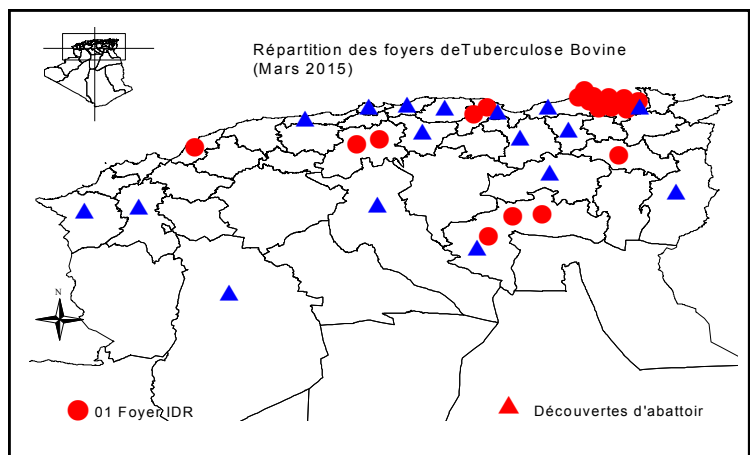 Répartition des foyers deTuberculose Bovine
(Mars 2015)
N
01 Foyer IDR
Découvertes d'abattoir